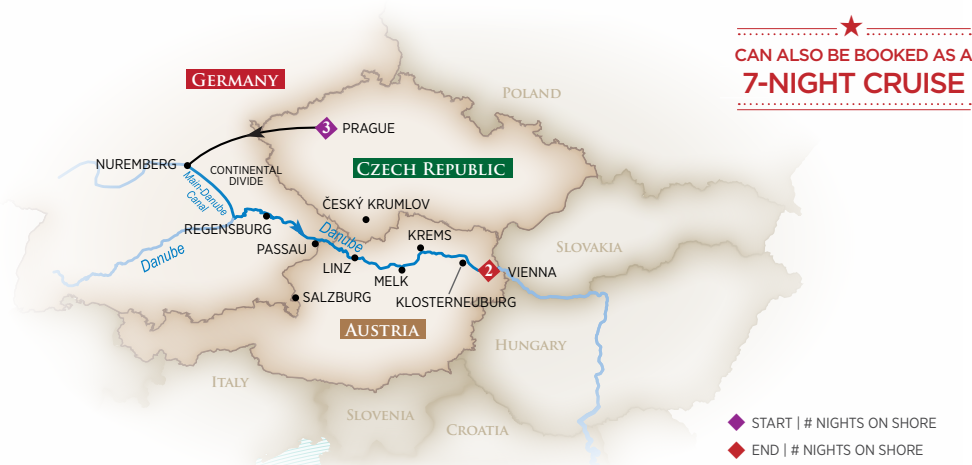 CAN ALSO BE BOOKED AS A
7-NIGHT CRUISE
GERMANY
POLAND
3 PRAGUE
NUREMBERG
CONTINENTAL
DIVIDE
CZECH REPUBLIC
Main-Danube
Canal
ČESKÝ KRUMLOV
REGENSBURG
Danube
KREMS
SLOVAKIA
PASSAU
Danube
LINZ
2 VIENNA
MELK
SALZBURG
KLOSTERNEUBURG
AUSTRIA
HUNGARY
ITALY
SLOVENIA
CROATIA
START | # NIGHTS ON SHORE
END | # NIGHTS ON SHORE